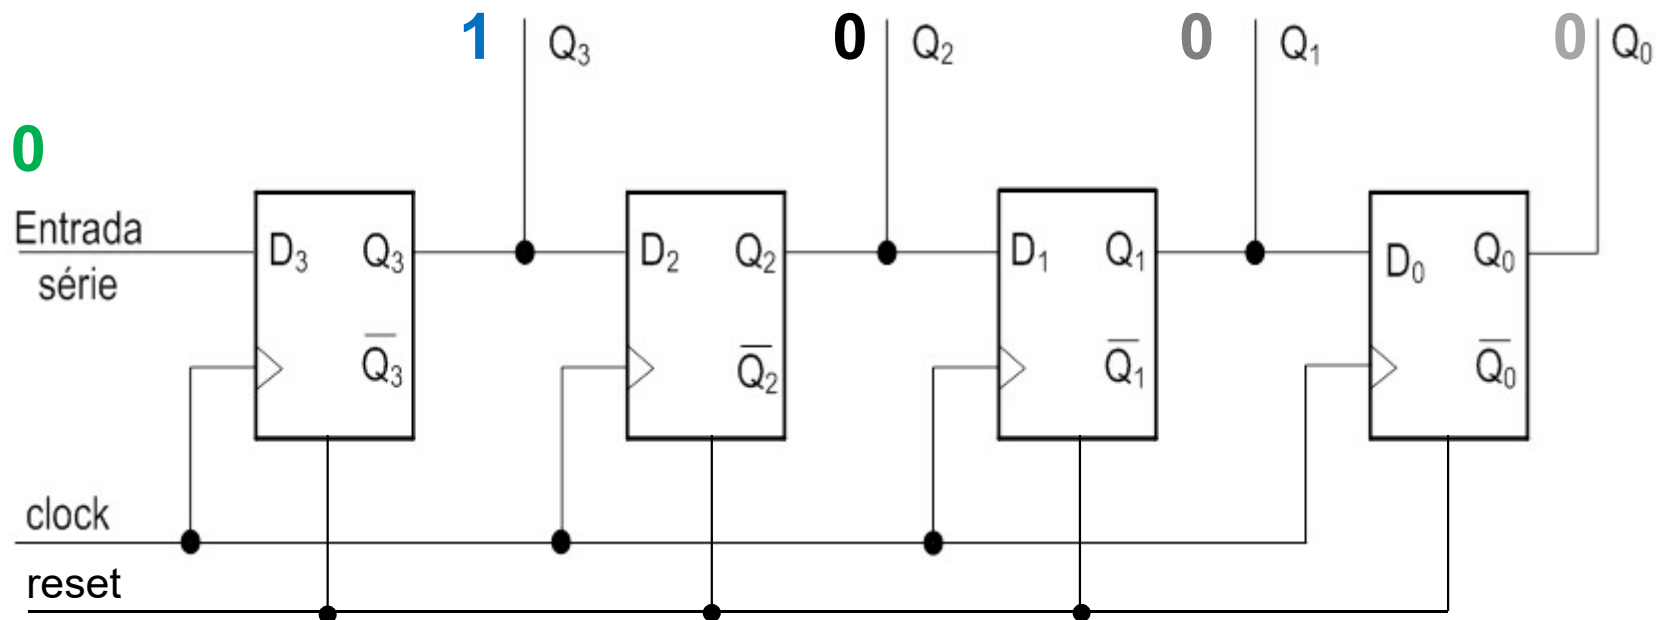 1 Q₃ 0 Q₂ 0 Q₁ 0 Q₀
0
Entrada
série
D₃ Q₃ D₂ Q₂ D₁ Q₁ D₀ Q₀
Q̅₃ Q̅₂ Q̅₁ Q̅₀
clock
reset